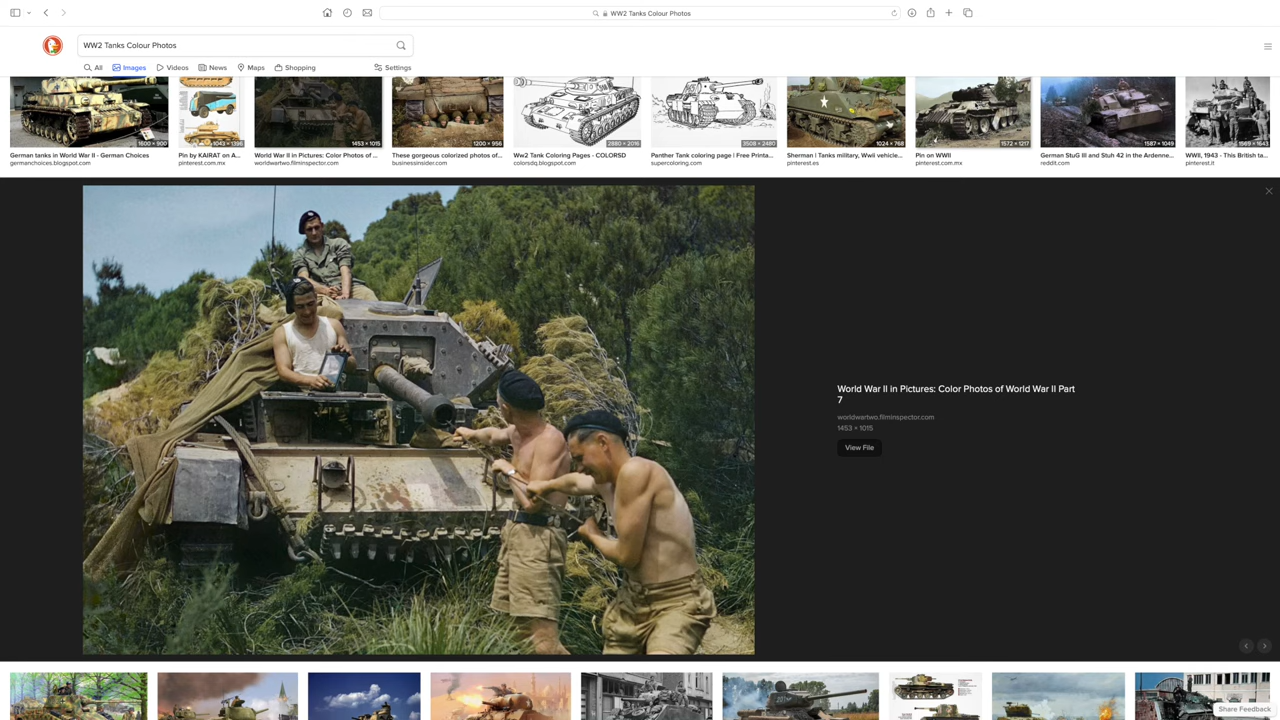 WW2 Tanks Colour Photos
WW2 Tanks Colour Photos
All
Images
Videos
News
Maps
Shopping
Settings
1600 × 900
1043 × 1396
1453 × 1015
1200 × 956
2880 × 2016
3508 × 2480
1024 × 768
1572 × 1217
1587 × 1049
1569 × 1643
German tanks in World War II - German Choices
germanchoices.blogspot.com
Pin by KAIRAT on A...
pinterest.com.mx
World War II in Pictures: Color Photos of ...
worldwartwo.filminspector.com
These gorgeous colorized photos of...
businessinsider.com
Ww2 Tank Coloring Pages - COLORSD
colorsdq.blogspot.com
Panther Tank coloring page | Free Printa...
supercoloring.com
Sherman | Tanks military, Wwii vehicle...
pinterest.es
Pin on WWII
pinterest.com.mx
German StuG III and Stuh 42 in the Ardenne...
reddit.com
WWII, 1943 - This British ta...
pinterest.it
World War II in Pictures: Color Photos of World War II Part
7
worldwartwo.filminspector.com
1453 × 1015
View File
Share Feedback